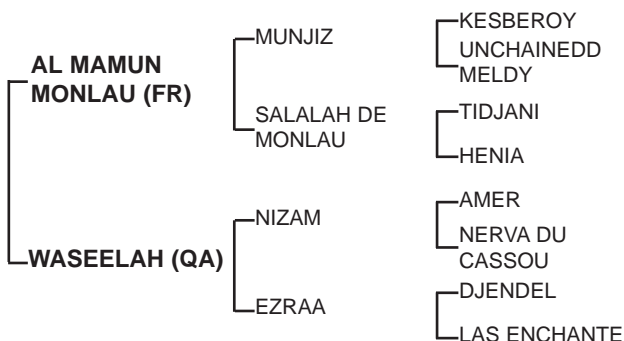 AL MAMUN
MONLAU (FR)
MUNJIZ
KESBEROY
UNCHAINEDD
MELDY
SALALAH DE
MONLAU
TIDJANI
HENIA
WASEELAH (QA)
NIZAM
AMER
NERVA DU
CASSOU
EZRAA
DJENDEL
LAS ENCHANTE